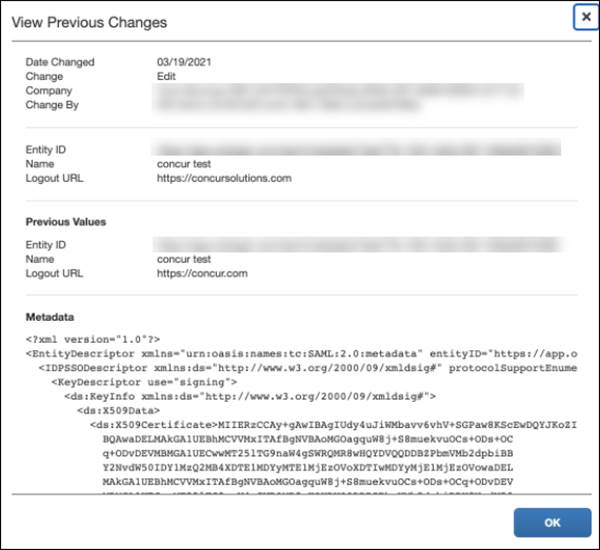 View Previous Changes
Date Changed 03/19/2021
Change Edit
Company
Change By
Entity ID
Name concur test
Logout URL https://concursolutions.com
Previous Values
Entity ID
Name concur test
Logout URL https://concur.com
Metadata
<?xml version="1.0"?>
<EntityDescriptor xmlns="urn:oasis:names:tc:SAML:2.0:metadata" entityID="https://app.o
<IDPSSODescriptor xmlns:ds="http://www.w3.org/2000/09/xmldsig#" protocolSupportEnume
<KeyDescriptor use="signing">
<ds:KeyInfo xmlns:ds="http://www.w3.org/2000/09/xmldsig#">
<ds:X509Data>
<ds:X509Certificate>MIIERzCCAy+gAwIBAgIUdy4uJiWMbavv6vhV+SGPaw8KScEwDQYJKoZI
BQAwaDELMAkGA1UEBhMCVVMxITAfBgNVBAoMGOagquW8j+S8muekvuOCs+ODs+OC
q+ODvDEVMBMGA1UECwwMT25lTG9naW4gSWRQMR8wHQYDVQQDDBZPbmVMb2dpbiBB
Y2NvdW50IDY1MzQ2MB4XDTE1MDYyMTE1MjEzOVoXDTIwMDYyMjE1MjEzOVowaDEL
MAkGA1UEBhMCVVMxITAfBgNVBAoMGOagquW8j+S8muekvuOCs+ODs+OCq+ODvDEV
OK